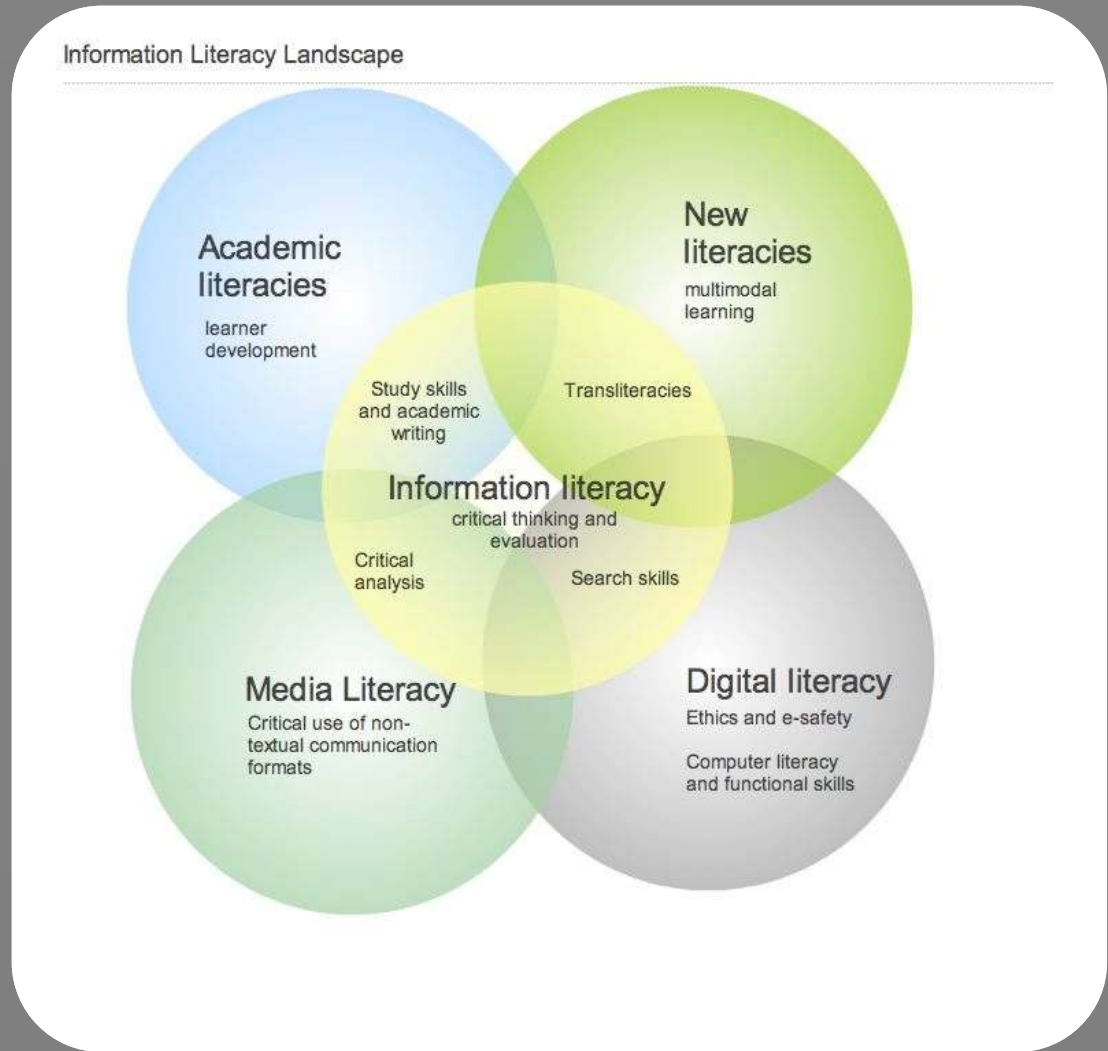 Information Literacy Landscape
Academic
literacies
learner
development
New
literacies
multimodal
learning
Study skills
and academic
writing
Transliteracies
Information literacy
critical thinking and
evaluation
Critical
analysis
Search skills
Media Literacy
Critical use of non-
textual communication
formats
Digital literacy
Ethics and e-safety
Computer literacy
and functional skills